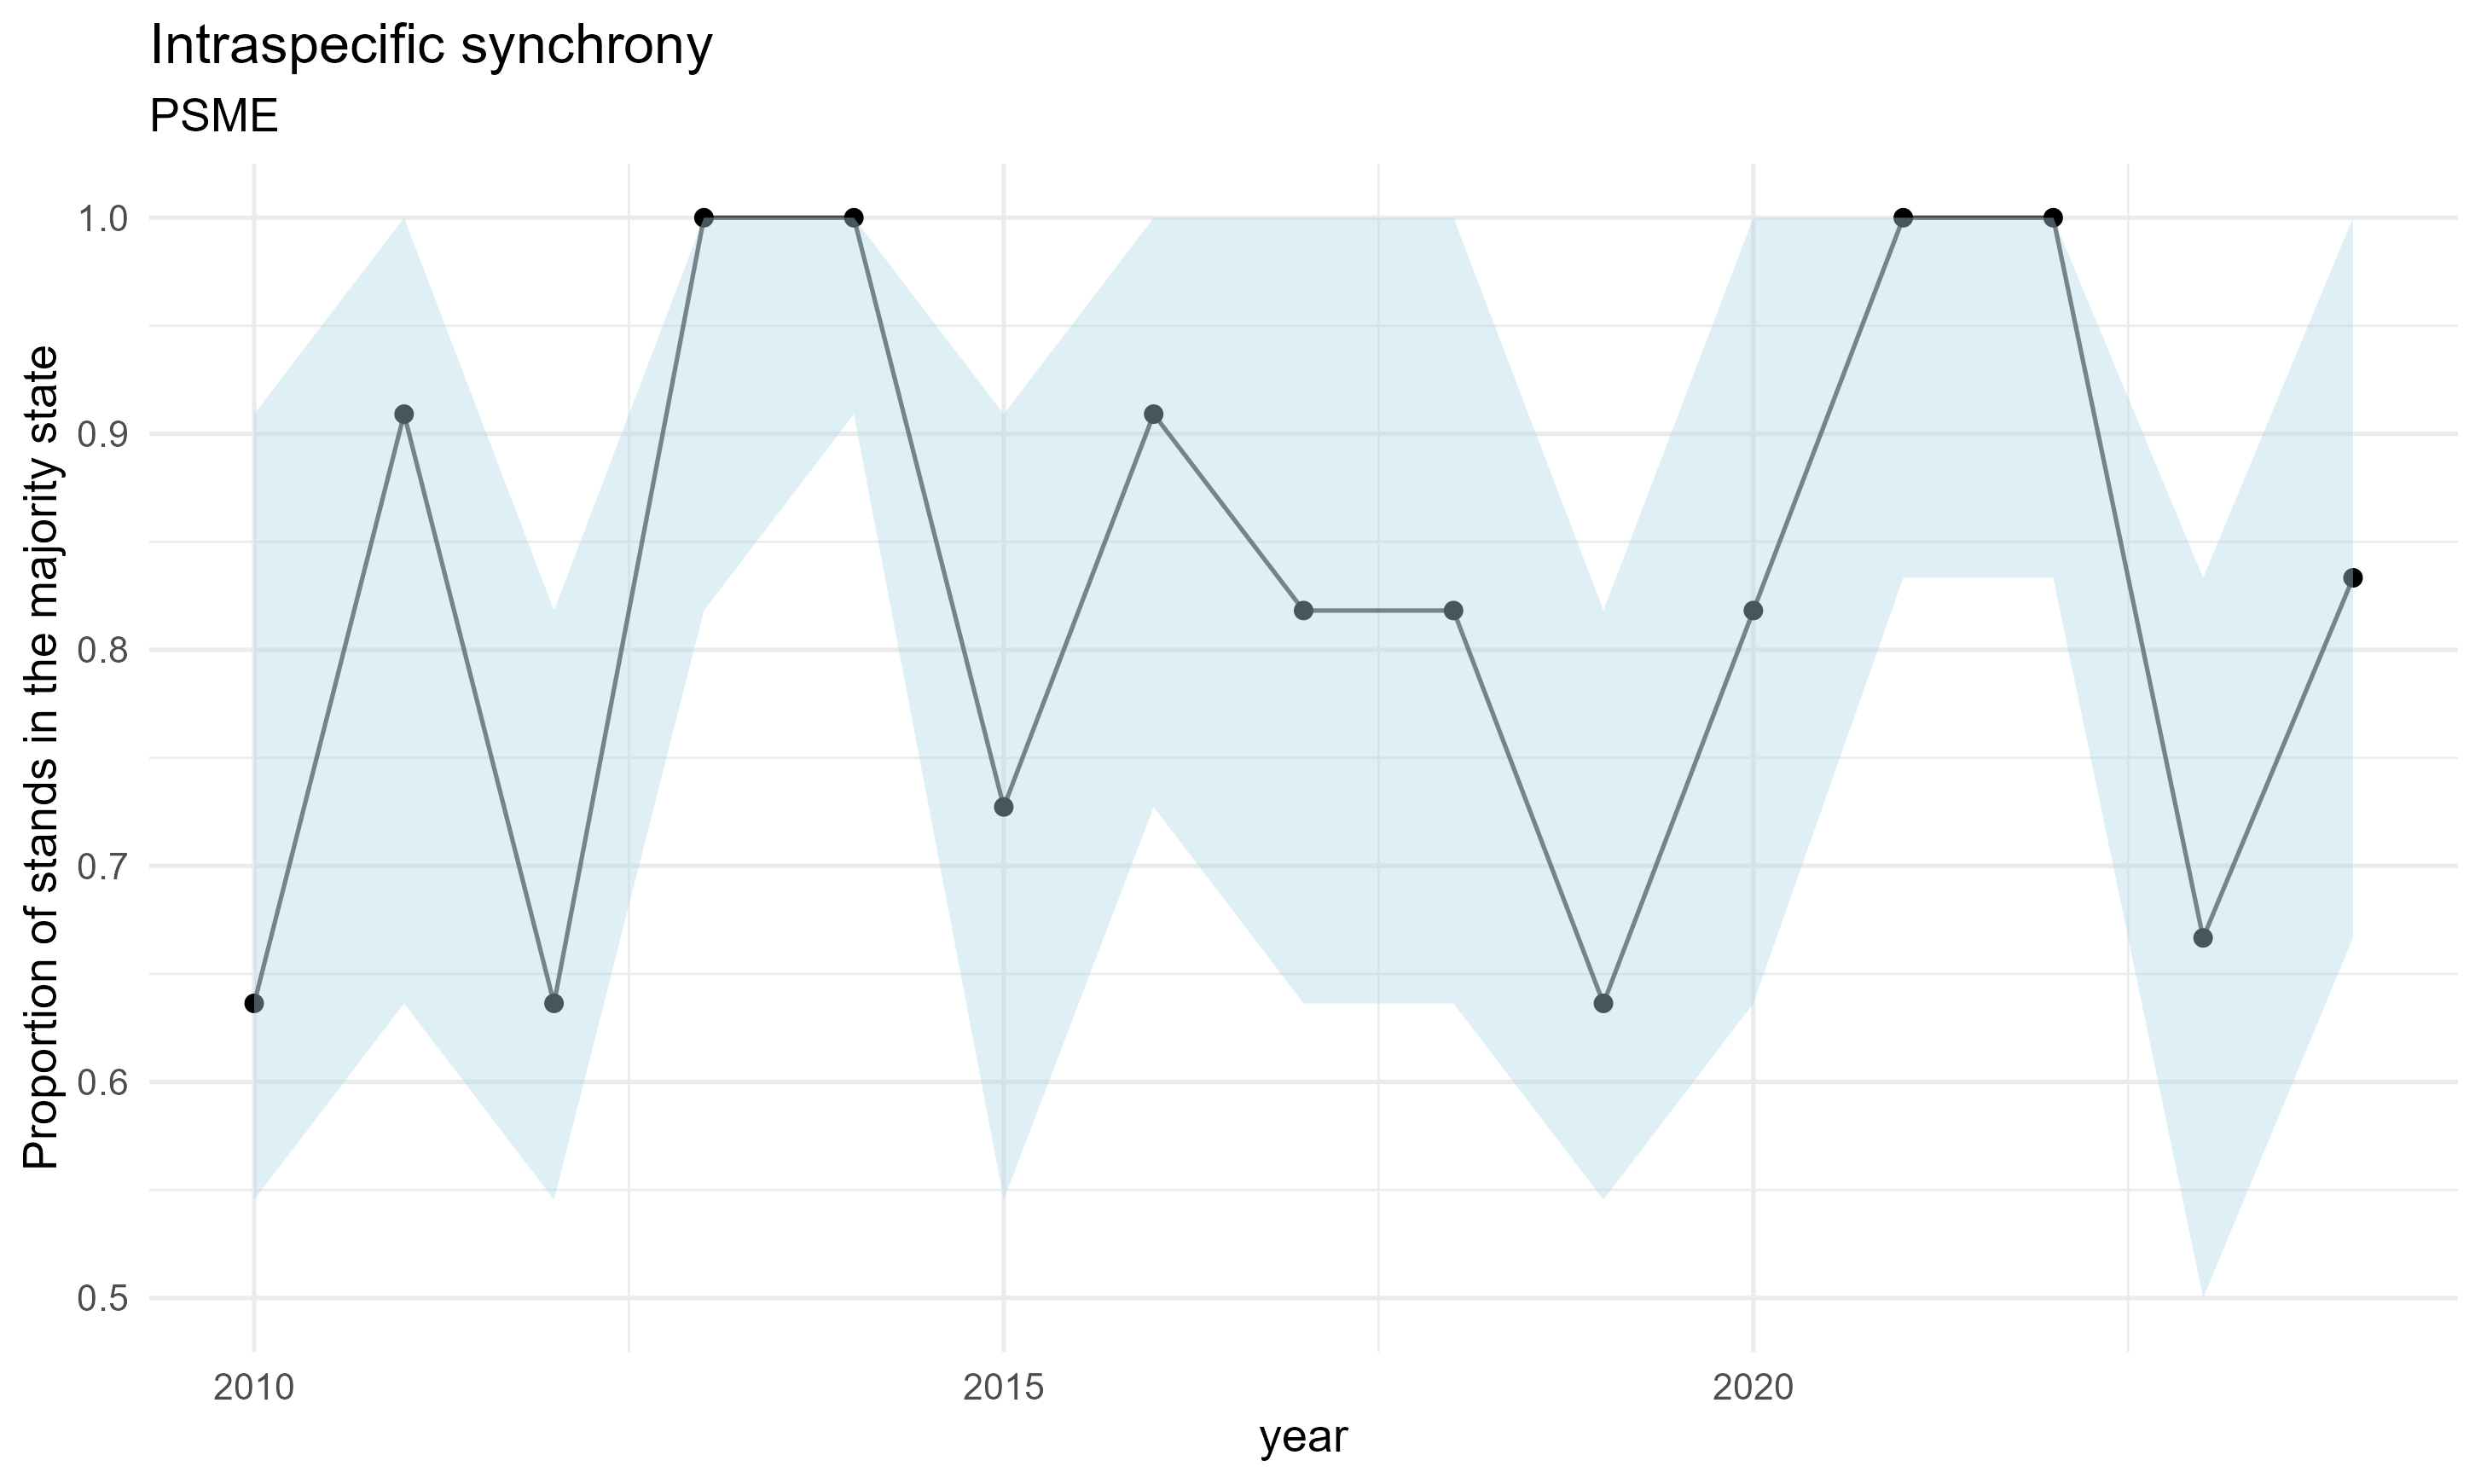 Intraspecific synchrony
PSME
Proportion of stands in the majority state
1.0
0.9
0.8
0.7
0.6
0.5
2010
2015
2020
year